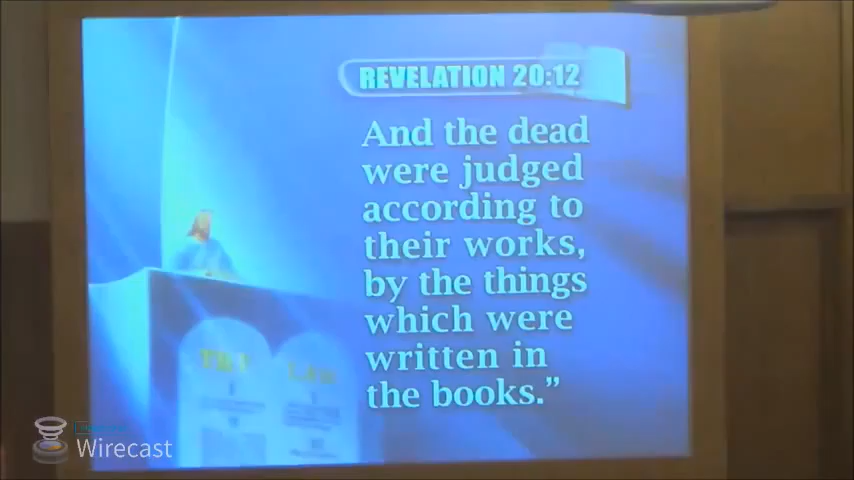 REVELATION 20:12
And the dead
were judged
according to
their works,
by the things
which were
written in
the books.”
Wirecast